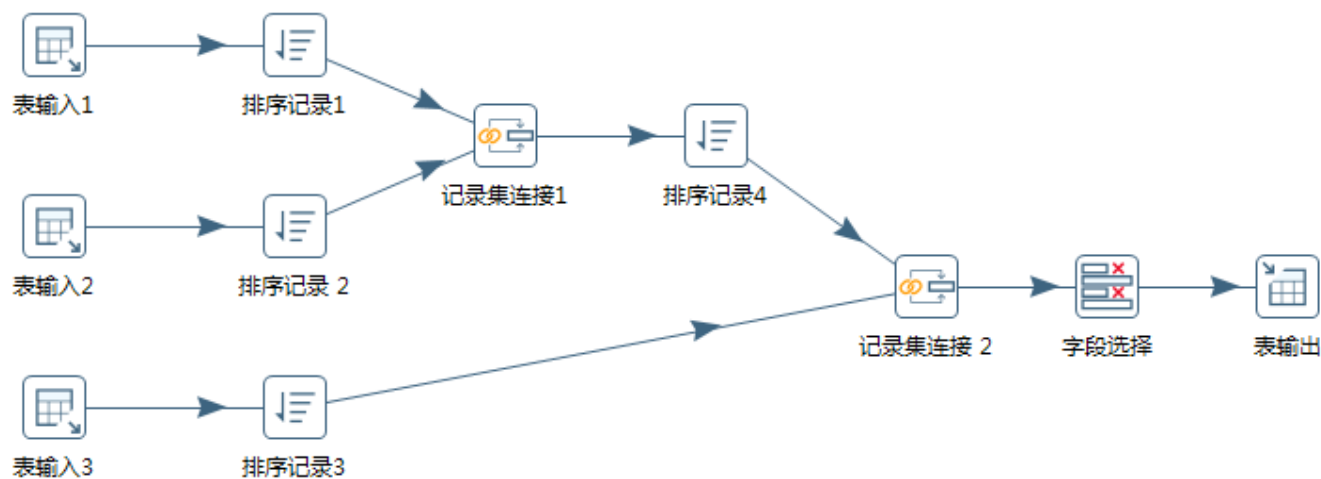 表输入1
排序记录1
记录集连接1
排序记录4
表输入2
排序记录 2
记录集连接 2
字段选择
表输出
表输入3
排序记录3